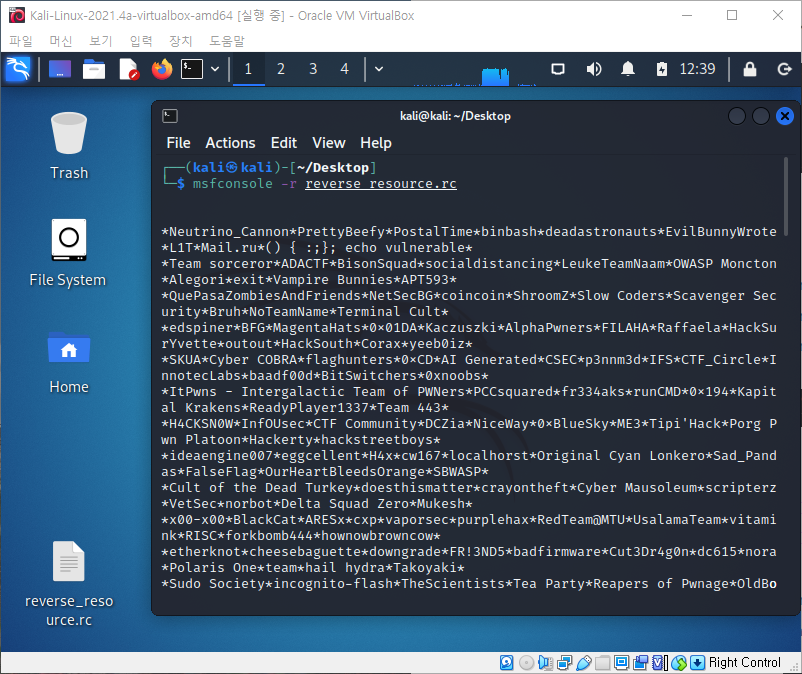 Kali-Linux-2021.4a-virtualbox-amd64 [실행 중] - Oracle VM VirtualBox
파일 머신 보기 입력 장치 도움말
1 2 3 4 12:39
kali@kali: ~/Desktop
File Actions Edit View Help
┌──(kali㉿kali)-[~/Desktop]
└─$ msfconsole -r reverse_resource.rc
*Neutrino_Cannon*PrettyBeefy*PostalTime*binbash*deadastronauts*EvilBunnyWrote
*L1T*Mail.ru*() { :;}; echo vulnerable*
*Team sorceror*ADACTF*BisonSquad*socialdistancing*LeukeTeamNaam*OWASP Moncton
*Alegori*exit*Vampire Bunnies*APT593*
*QuePasaZombiesAndFriends*NetSecBG*coincoin*ShroomZ*Slow Coders*Scavenger Sec
urity*Bruh*NoTeamName*Terminal Cult*
*edspiner*BFG*MagentaHats*0×01DA*Kaczuszki*AlphaPwners*FILAHA*Raffaela*HackSu
rYvette*outout*HackSouth*Corax*yeeb0iz*
*SKUA*Cyber COBRA*flaghunters*0×CD*AI Generated*CSEC*p3nnm3d*IFS*CTF_Circle*I
nnotecLabs*baadf00d*BitSwitchers*0xnoobs*
*ItPwns - Intergalactic Team of PWNers*PCCsquared*fr334aks*runCMD*0×194*Kapit
al Krakens*ReadyPlayer1337*Team 443*
*H4CKSN0W*InfOUsec*CTF Community*DCZia*NiceWay*0×BlueSky*ME3*Tipi'Hack*Porg P
wn Platoon*Hackerty*hackstreetboys*
*ideaengine007*eggcellent*H4x*cw167*localhorst*Original Cyan Lonkero*Sad_Pand
as*FalseFlag*OurHeartBleedsOrange*SBWASP*
*Cult of the Dead Turkey*doesthismatter*crayontheft*Cyber Mausoleum*scripterz
*VetSec*norbot*Delta Squad Zero*Mukesh*
*x00-x00*BlackCat*ARESx*cxp*vaporsec*purplehax*RedTeam@MTU*UsalamaTeam*vitami
nk*RISC*forkbomb444*hownowbrowncow*
*etherknot*cheesebaguette*downgrade*FR!3ND5*badfirmware*Cut3Dr4g0n*dc615*nora
*Polaris One*team*hail hydra*Takoyaki*
*Sudo Society*incognito-flash*TheScientists*Tea Party*Reapers of Pwnage*OldBo
Trash
File System
Home
reverse_reso
urce.rc
Right Control